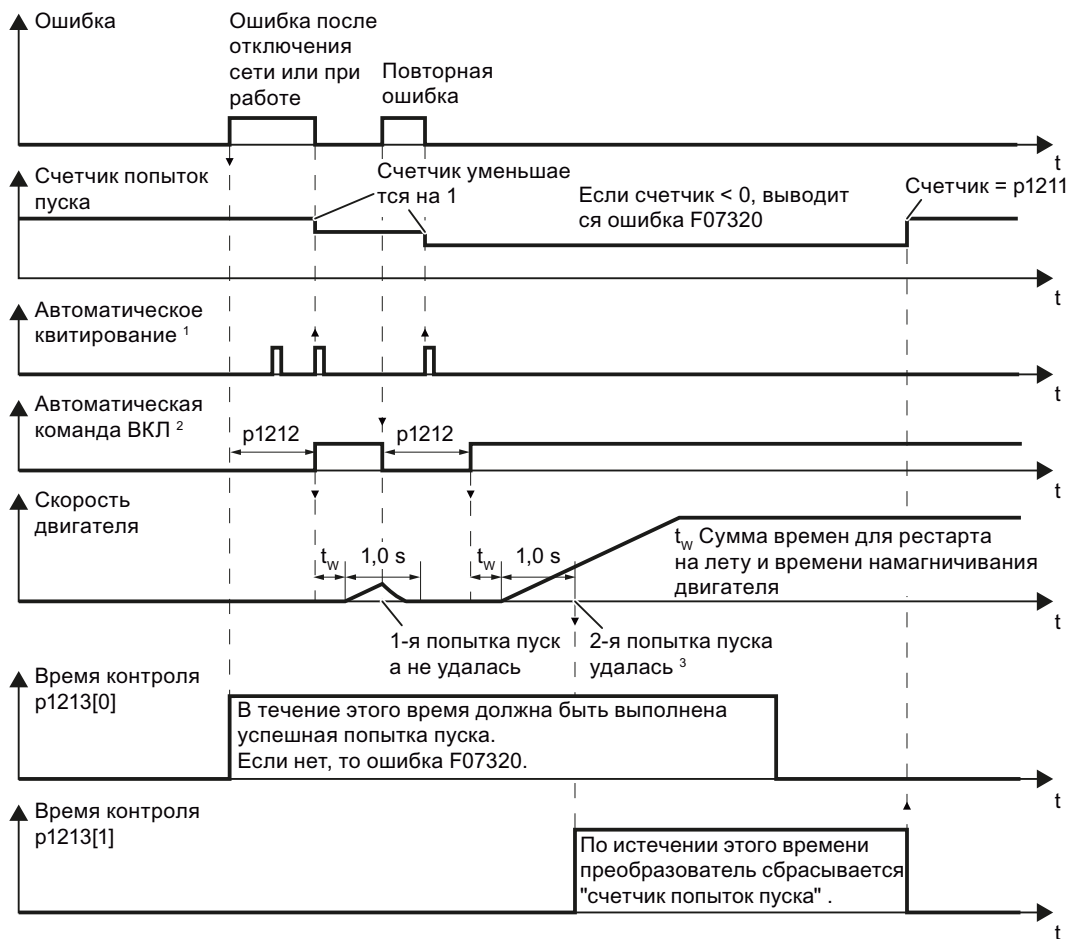 Ошибка
Ошибка после
отключения
сети или при
работе
Повторная
ошибка
t
Счетчик попыток
пуска
Счетчик уменьшае
тся на 1
Если счетчик < 0, выводит
ся ошибка F07320
Счетчик = p1211
t
Автоматическое
квитирование 1
t
Автоматическая
команда ВКЛ 2
p1212
p1212
t
Скорость
двигателя
tw
1,0 s
tw
1,0 s
tw Сумма времен для рестарта
на лету и времени намагничивания
двигателя
t
1-я попытка пуск
а не удалась
2-я попытка пуска
удалась 3
Время контроля
p1213[0]
В течение этого время должна быть выполнена
успешная попытка пуска.
Если нет, то ошибка F07320.
t
Время контроля
p1213[1]
По истечении этого времени
преобразователь сбрасывается
"счетчик попыток пуска" .
t